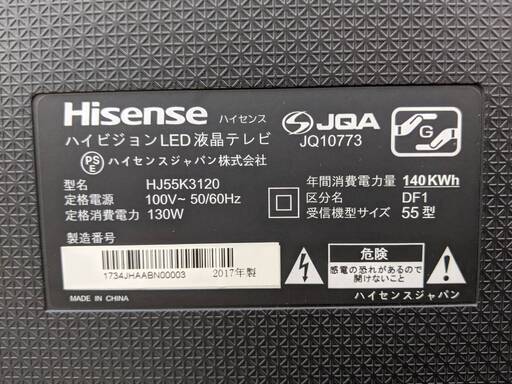 Hisense ハイセンス
ハイビジョンLED液晶テレビ
PS
E ハイセンスジャパン株式会社
JQA
JQ10773
G
型名 HJ55K3120
定格電源 100V~ 50/60Hz
定格消費電力 130W
年間消費電力量 140KWh
区分名 DF1
受信機型サイズ 55型
製造番号
1734JHAABN00003 2017年製
MADE IN CHINA
危険
感電の恐れがあるので
開けないこと
ハイセンスジャパン